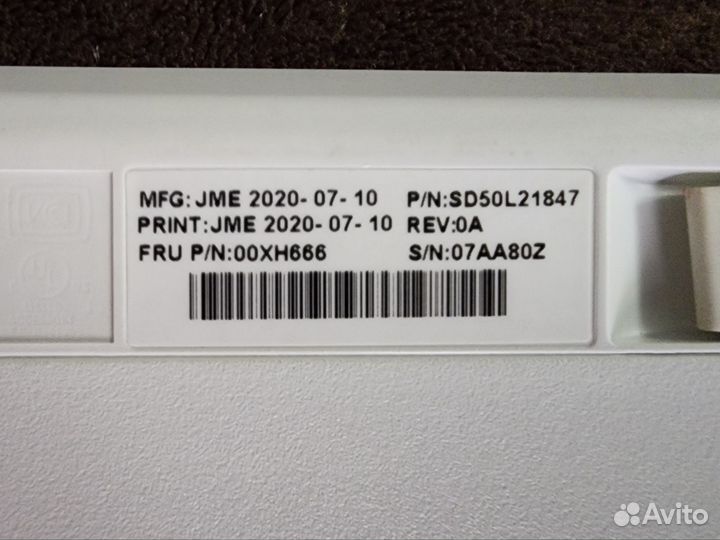 MFG: JME 2020- 07- 10 P/N:SD50L21847
PRINT:JME 2020- 07- 10 REV:0A
FRU P/N:00XH666 S/N:07AA80Z
Avito